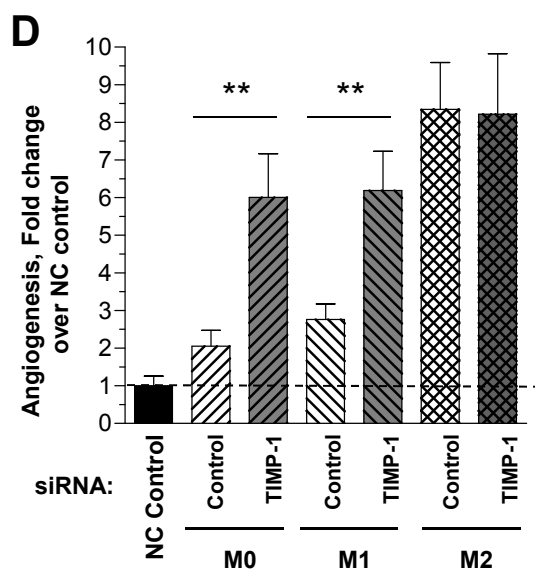 D
Angiogenesis, Fold change
over NC control
10
9
8
7
6
5
4
3
2
1
0
** **
siRNA:
NC Control
Control
TIMP-1
Control
TIMP-1
Control
TIMP-1
M0 M1 M2